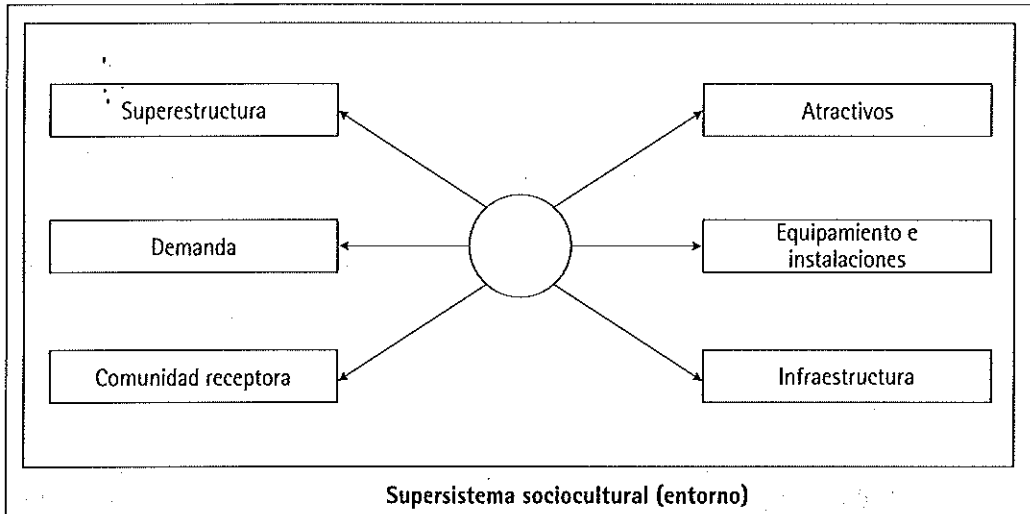 Superestructura
Atractivos
Demanda
Equipamiento e
instalaciones
Comunidad receptora
Infraestructura
Supersistema sociocultural (entorno)